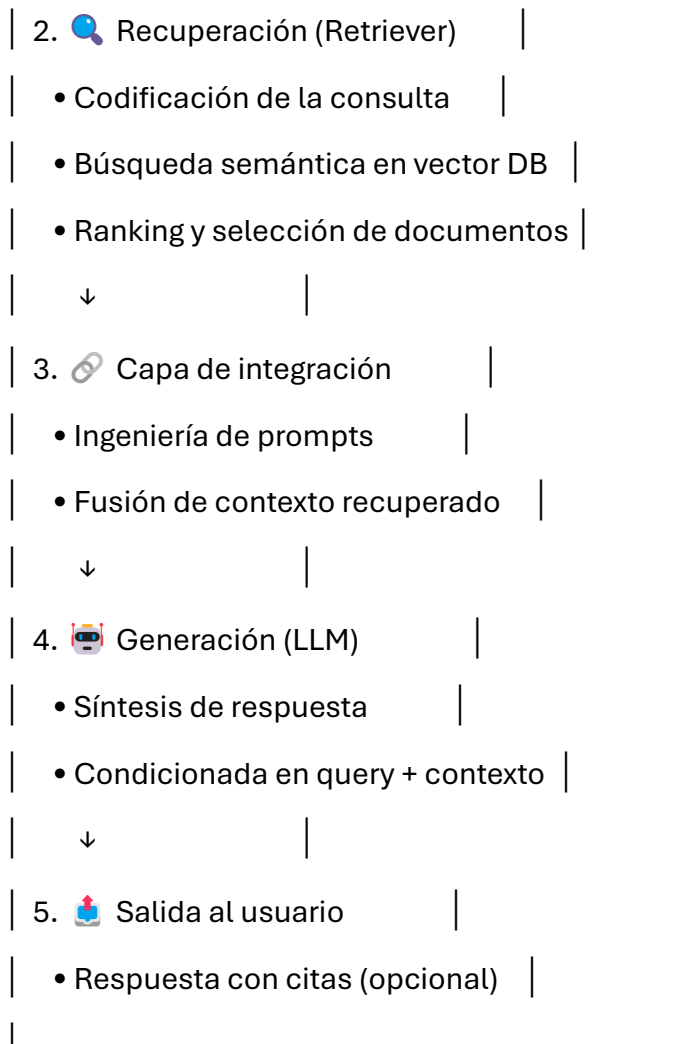 │ 2. 🔍 Recuperación (Retriever) │
│ • Codificación de la consulta │
│ • Búsqueda semántica en vector DB │
│ • Ranking y selección de documentos │
│ ↓ │
│ 3. 🔗 Capa de integración │
│ • Ingeniería de prompts │
│ • Fusión de contexto recuperado │
│ ↓ │
│ 4. 🤖 Generación (LLM) │
│ • Síntesis de respuesta │
│ • Condicionada en query + contexto │
│ ↓ │
│ 5. 📤 Salida al usuario │
│ • Respuesta con citas (opcional) │
│